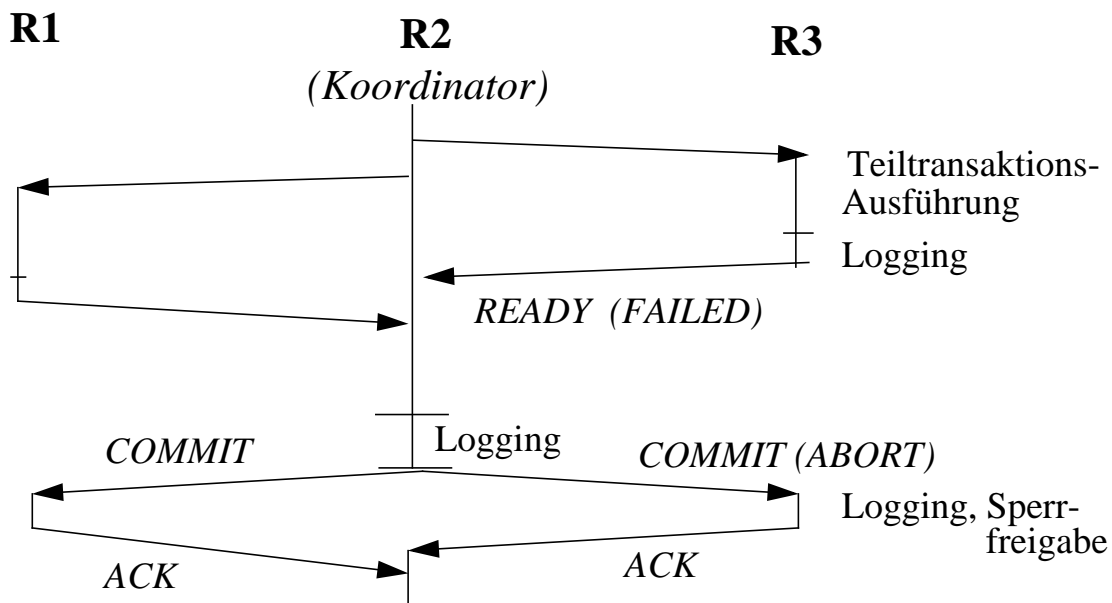 R1
R2
R3
(Koordinator)
Teiltransaktions-
Ausführung
Logging
READY (FAILED)
Logging
COMMIT
COMMIT (ABORT)
Logging, Sperr-
freigabe
ACK
ACK